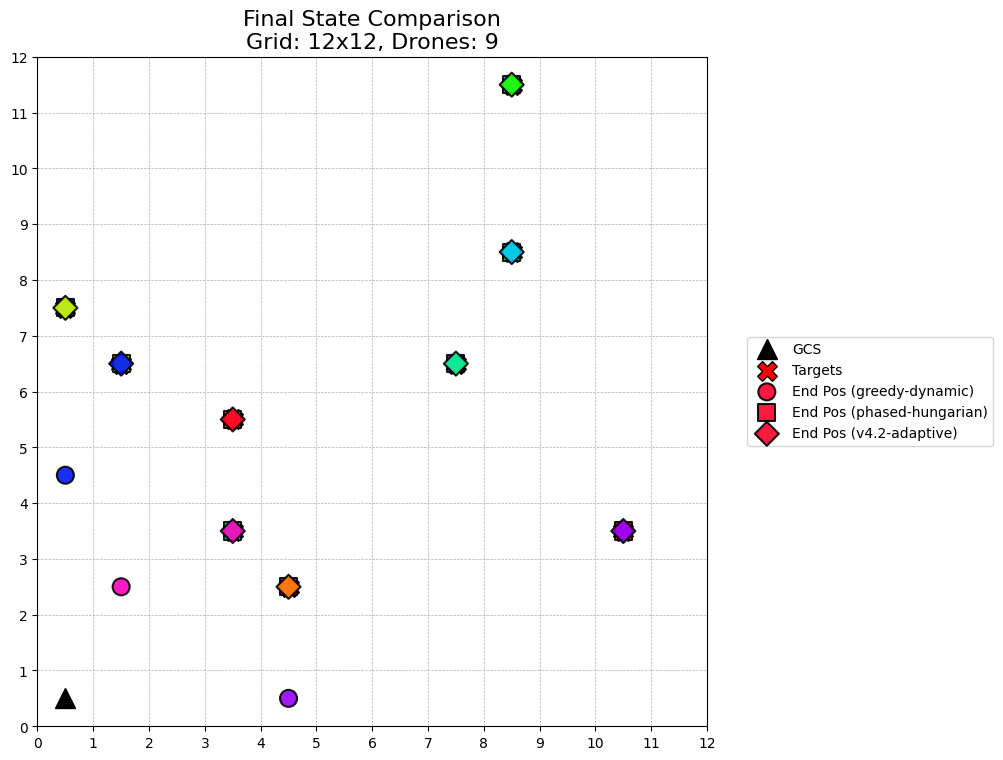 Final State Comparison
Grid: 12x12, Drones: 9
12
11
10
9
8
7
6
5
4
3
2
1
0
0 1 2 3 4 5 6 7 8 9 10 11 12
GCS
Targets
End Pos (greedy-dynamic)
End Pos (phased-hungarian)
End Pos (v4.2-adaptive)